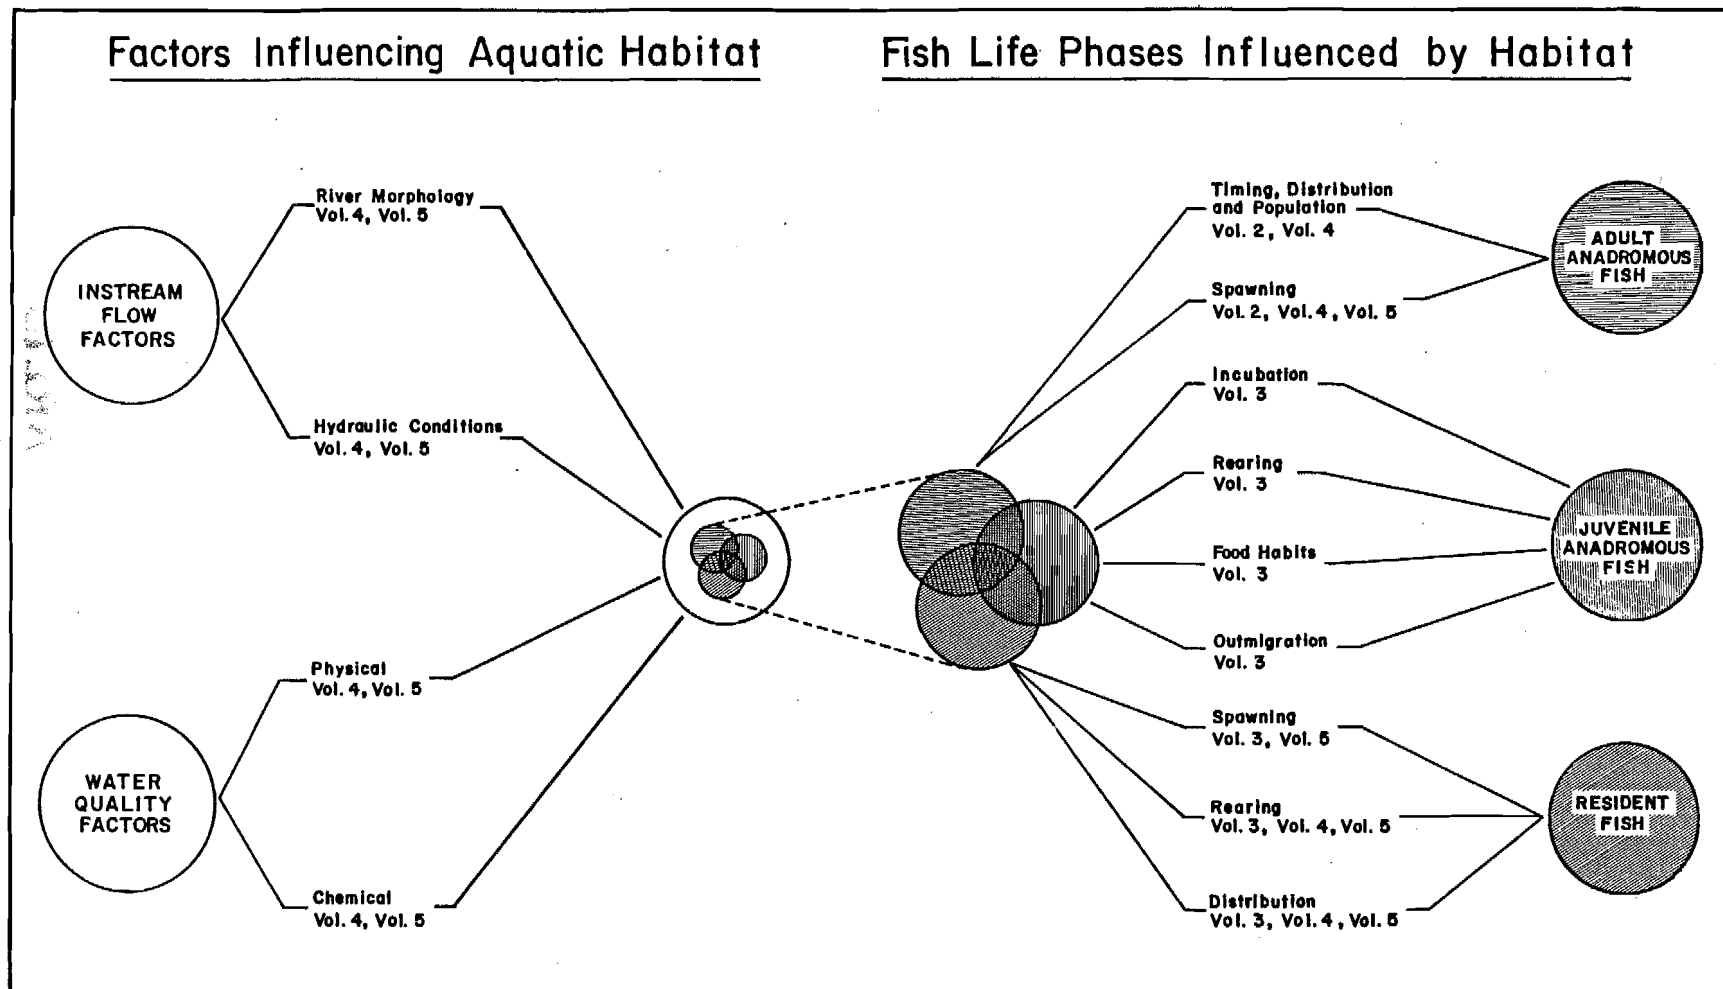 Factors Influencing Aquatic Habitat
Fish Life Phases Influenced by Habitat
INSTREAM
FLOW
FACTORS
River Morphology
Vol. 4, Vol. 5
Hydraulic Conditions
Vol. 4, Vol. 5
WATER
QUALITY
FACTORS
Physical
Vol. 4, Vol. 5
Chemical
Vol. 4, Vol. 5
Timing, Distribution
and Population
Vol. 2, Vol. 4
Spawning
Vol. 2, Vol. 4, Vol. 5
ADULT
ANADROMOUS
FISH
Incubation
Vol. 3
Rearing
Vol. 3
Food Habits
Vol. 3
Outmigration
Vol. 3
JUVENILE
ANADROMOUS
FISH
Spawning
Vol. 3, Vol. 5
Rearing
Vol. 3, Vol. 4, Vol. 5
Distribution
Vol. 3, Vol. 4, Vol. 5
RESIDENT
FISH